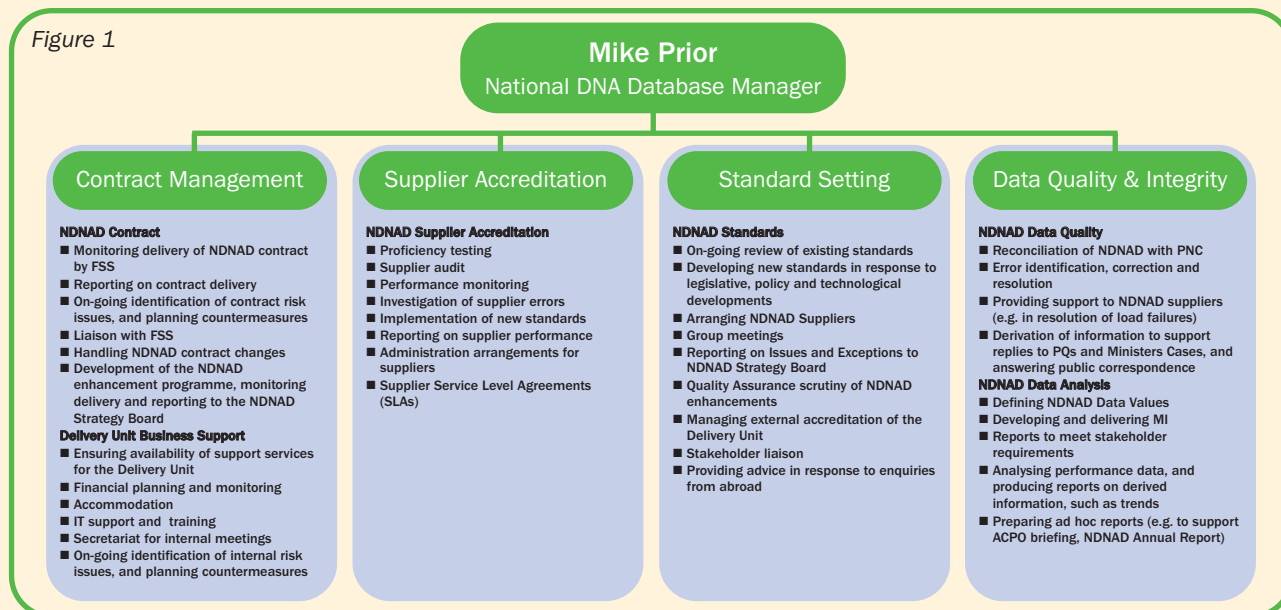 Figure 1
Mike Prior
National DNA Database Manager
Contract Management
NDNAD Contract
■ Monitoring delivery of NDNAD contract
by FSS
■ Reporting on contract delivery
■ On-going identification of contract risk
issues, and planning countermeasures
■ Liaison with FSS
■ Handling NDNAD contract changes
■ Development of the NDNAD
enhancement programme, monitoring
delivery and reporting to the NDNAD
Strategy Board
Delivery Unit Business Support
■ Ensuring availability of support services
for the Delivery Unit
■ Financial planning and monitoring
■ Accommodation
■ IT support and training
■ Secretariat for internal meetings
■ On-going identification of internal risk
issues, and planning countermeasures
Supplier Accreditation
NDNAD Supplier Accreditation
■ Proficiency testing
■ Supplier audit
■ Performance monitoring
■ Investigation of supplier errors
■ Implementation of new standards
■ Reporting on supplier performance
■ Administration arrangements for
suppliers
■ Supplier Service Level Agreements
(SLAs)
Standard Setting
NDNAD Standards
■ On-going review of existing standards
■ Developing new standards in response to
legislative, policy and technological
developments
■ Arranging NDNAD Suppliers
■ Group meetings
■ Reporting on Issues and Exceptions to
NDNAD Strategy Board
■ Quality Assurance scrutiny of NDNAD
enhancements
■ Managing external accreditation of the
Delivery Unit
■ Stakeholder liaison
■ Providing advice in response to enquiries
from abroad
Data Quality & Integrity
NDNAD Data Quality
■ Reconciliation of NDNAD with PNC
■ Error identification, correction and
resolution
■ Providing support to NDNAD suppliers
(e.g. in resolution of load failures)
■ Derivation of information to support
replies to PQs and Ministers Cases, and
answering public correspondence
NDNAD Data Analysis
■ Defining NDNAD Data Values
■ Developing and delivering MI
■ Reports to meet stakeholder
requirements
■ Analysing performance data, and
producing reports on derived
information, such as trends
■ Preparing ad hoc reports (e.g. to support
ACPO briefing, NDNAD Annual Report)